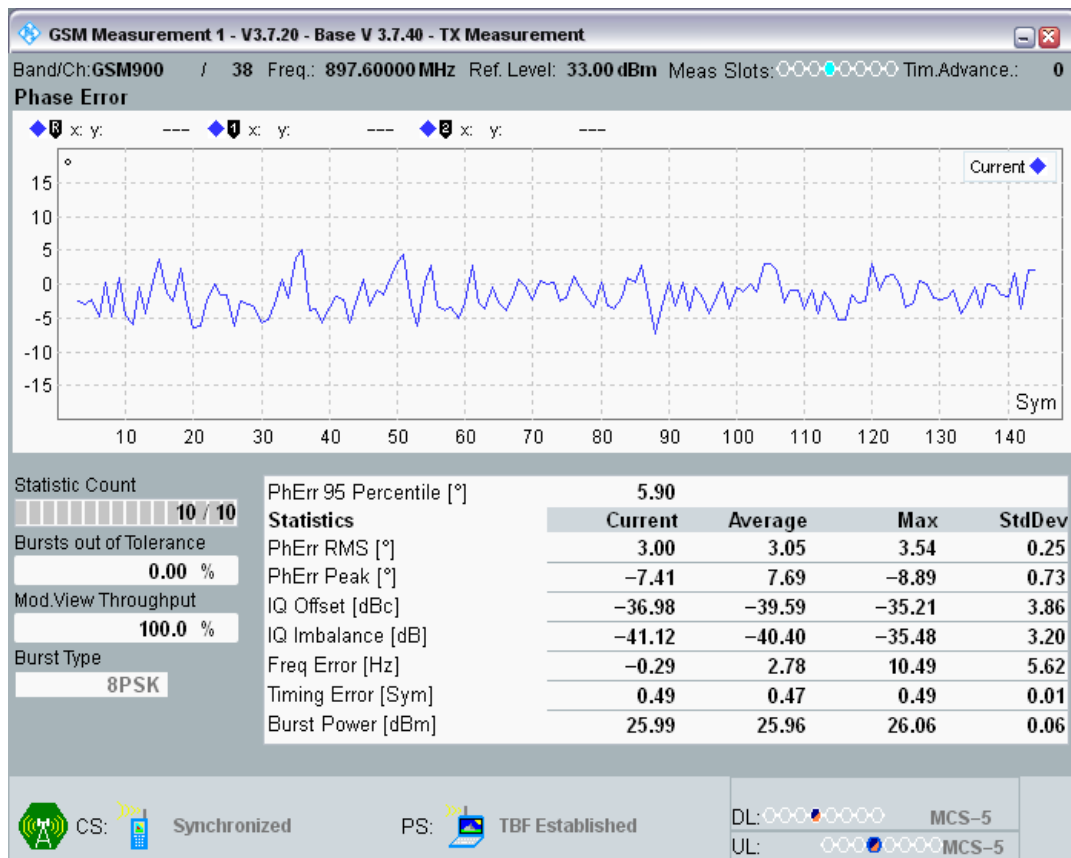 GSM Measurement 1 - V3.7.20 - Base V 3.7.40 - TX Measurement
Band/Ch:GSM900 / 38 Freq.: 897.60000 MHz Ref. Level: 33.00 dBm Meas Slots: Tim.Advance.: 0
Phase Error
R x: y: --- 1 x: y: --- 2 x: y: ---
°
Current
15
10
5
0
-5
-10
-15
Sym
10 20 30 40 50 60 70 80 90 100 110 120 130 140
Statistic Count
10 / 10
Bursts out of Tolerance
0.00 %
Mod.View Throughput
100.0 %
Burst Type
8PSK
PhErr 95 Percentile [°] 5.90
Statistics Current Average Max StdDev
PhErr RMS [°] 3.00 3.05 3.54 0.25
PhErr Peak [°] −7.41 7.69 −8.89 0.73
IQ Offset [dBc] −36.98 −39.59 −35.21 3.86
IQ Imbalance [dB] −41.12 −40.40 −35.48 3.20
Freq Error [Hz] −0.29 2.78 10.49 5.62
Timing Error [Sym] 0.49 0.47 0.49 0.01
Burst Power [dBm] 25.99 25.96 26.06 0.06
CS: Synchronized PS: TBF Established
DL: MCS−5
UL: MCS−5